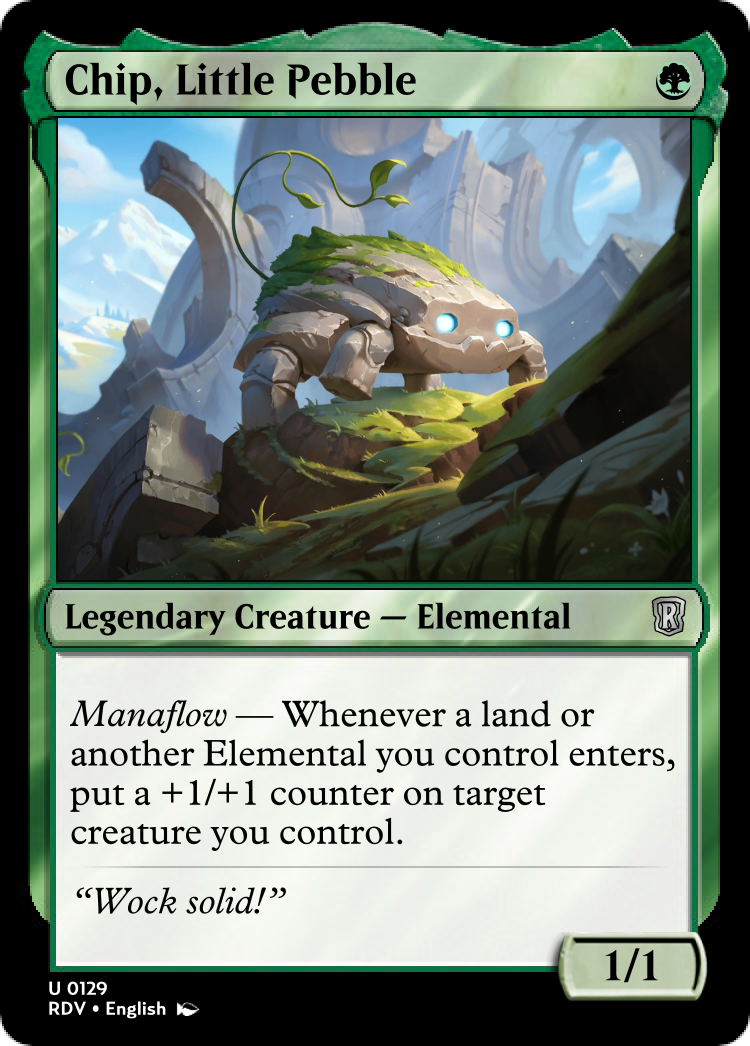 Chip, Little Pebble
Legendary Creature — Elemental
R
Manaflow — Whenever a land or
another Elemental you control enters,
put a +1/+1 counter on target
creature you control.
“Wock solid!”
1/1
U 0129
RDV • English